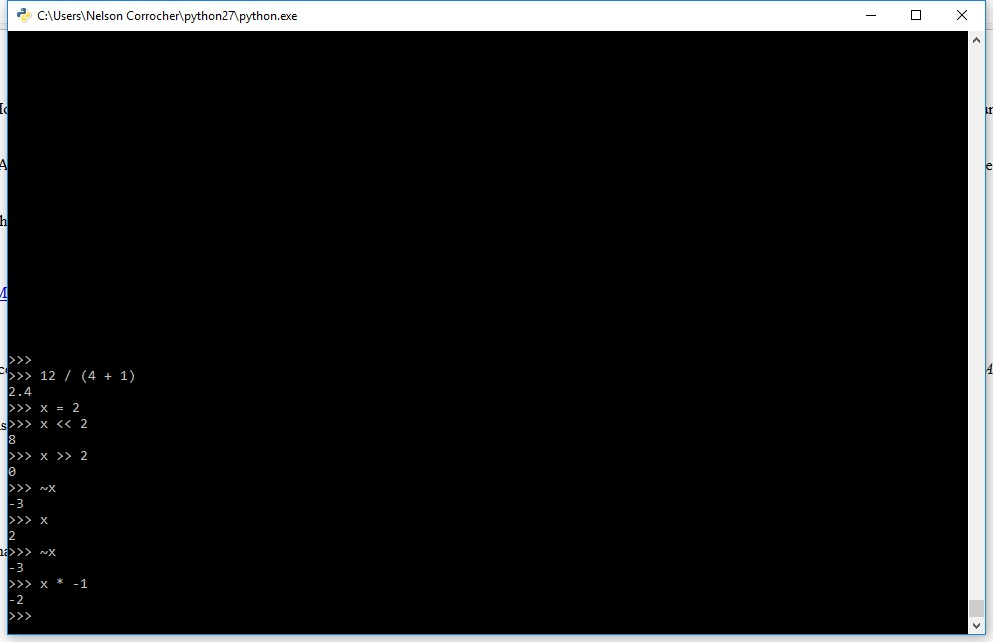 C:\Users\Nelson Corrocher\python27\python.exe
>>>
>>> 12 / (4 + 1)
2.4
>>> x = 2
>>> x << 2
8
>>> x >> 2
0
>>> ~x
-3
>>> x
2
>>> ~x
-3
>>> x * -1
-2
>>>